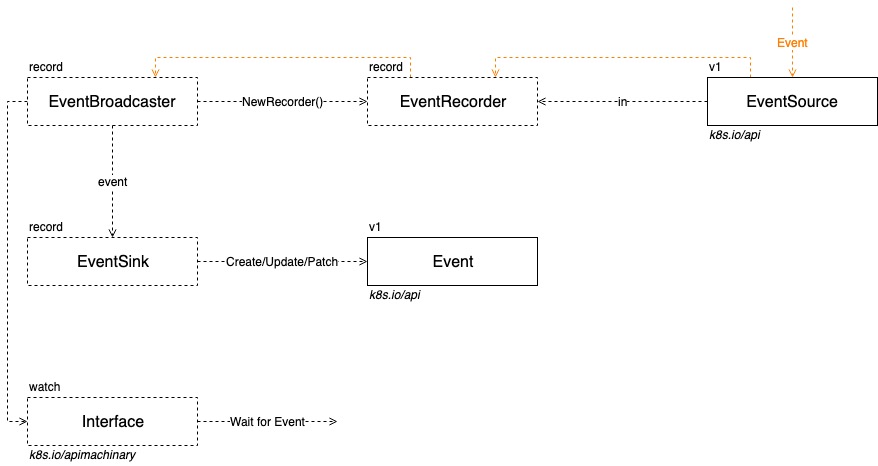 Event
record
record
v1
EventBroadcaster
NewRecorder()
EventRecorder
in
EventSource
k8s.io/api
event
record
v1
EventSink
Create/Update/Patch
Event
k8s.io/api
watch
Interface
Wait for Event
k8s.io/apimachinary